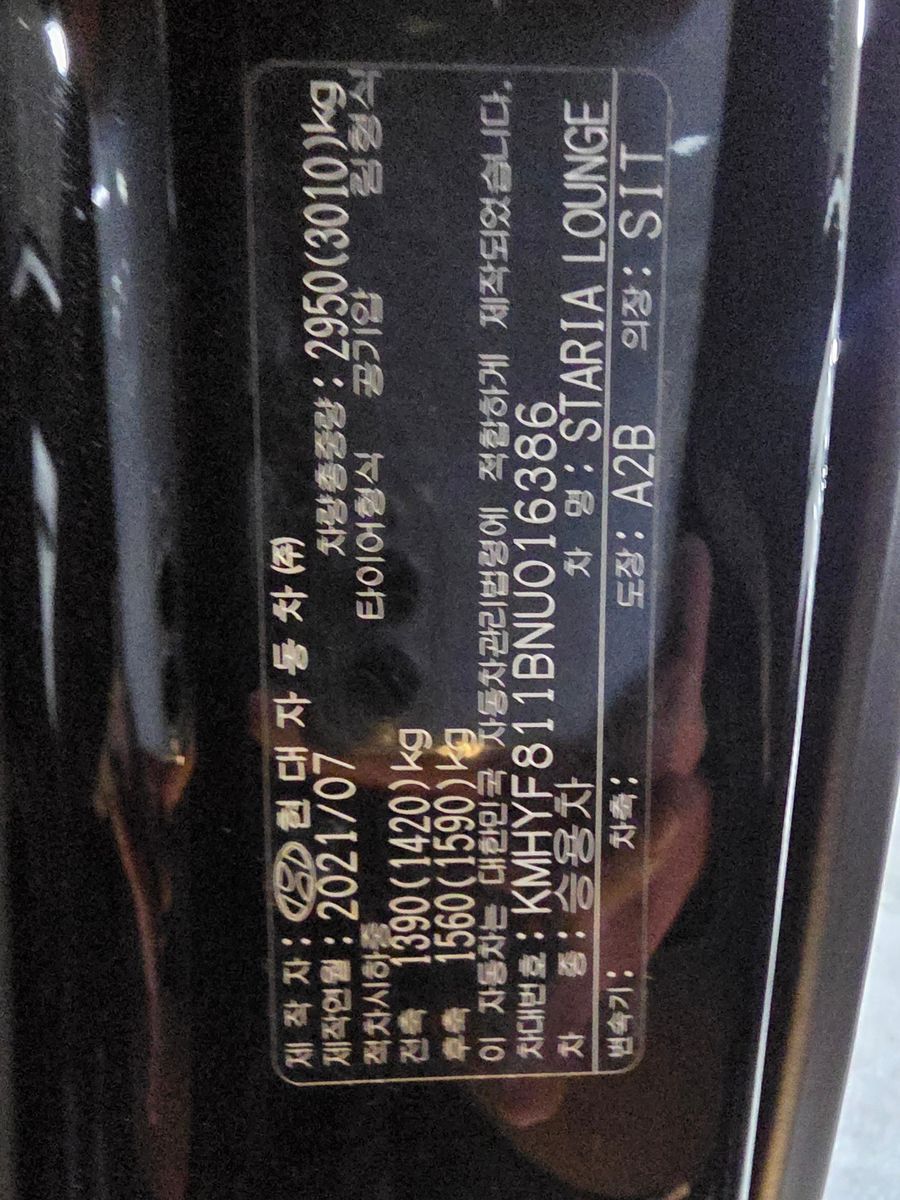 제 작 자 : 현 대 자 동 차 (주)
제작연월 : 2021/07 차량총중량 : 2950(3010)kg
적차시하중 타이어형식 공기압 림형식
전축 1390(1420)kg
후축 1560(1590)kg
이 자동차는 대한민국 자동차관리법령에 적합하게 제작되었습니다.
차대번호 : KMHYF811BNU016386
차 종 : 승용차 차 명 : STARIA LOUNGE
변속기 : 차축 : 도장 : A2B 의장 : SIT